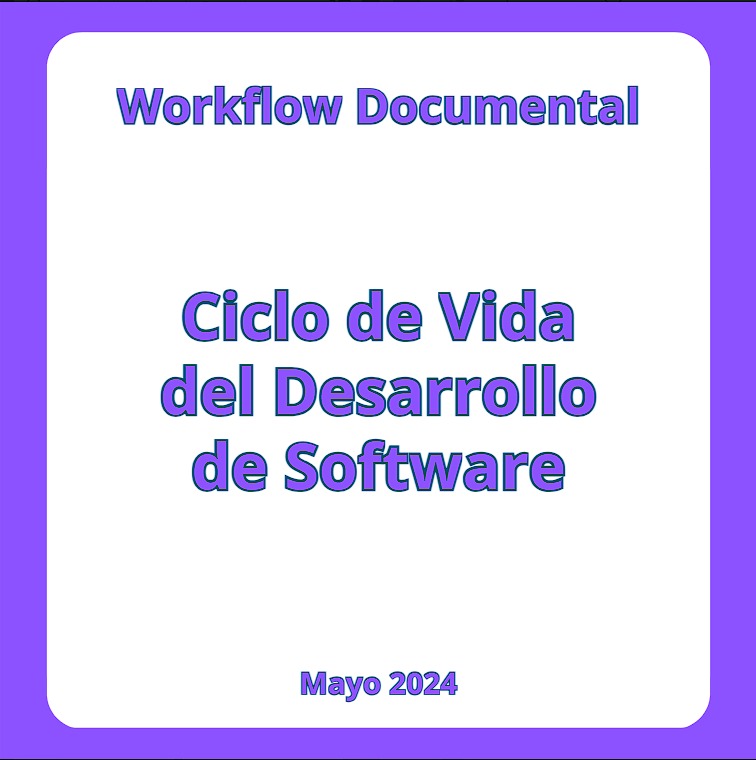 Workflow Documental
Ciclo de Vida
del Desarrollo
de Software
Mayo 2024